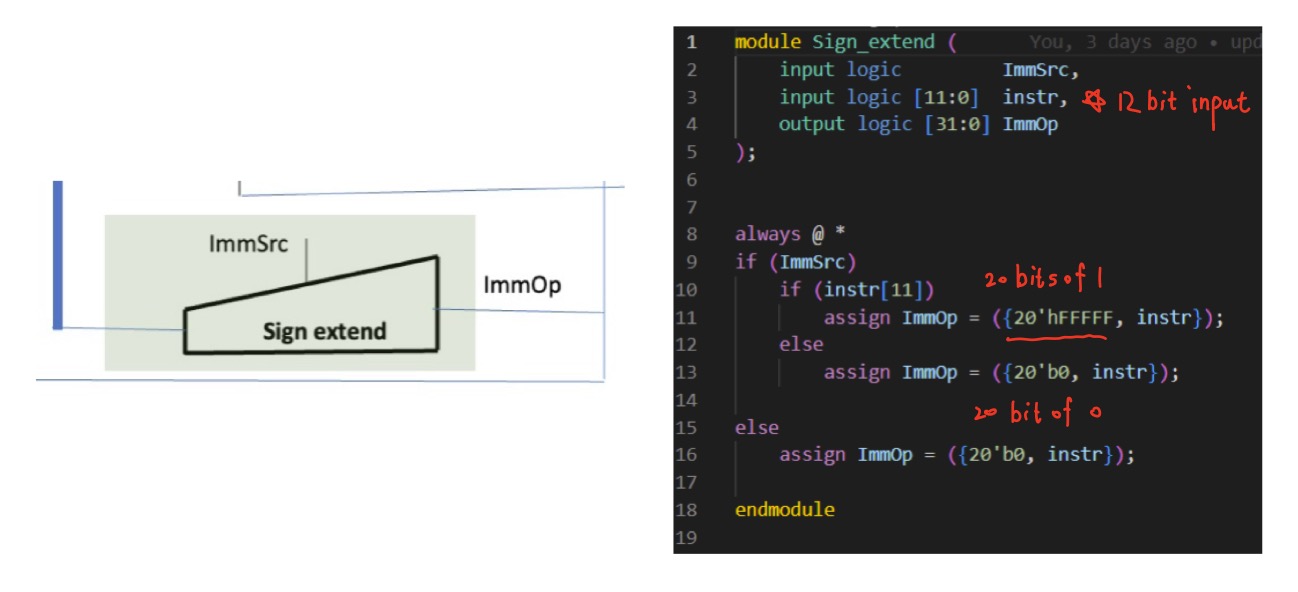 ImmSrc
ImmOp
Sign extend
1 module Sign_extend ( You, 3 days ago • upd
2 input logic ImmSrc,
3 input logic [11:0] instr, 12 bit input
4 output logic [31:0] ImmOp
5 );
6
7
8 always @ *
9 if (ImmSrc)
20 bits of 1
10 if (instr[11])
11 assign ImmOp = ({20'hFFFFF, instr});
12 else
13 assign ImmOp = ({20'b0, instr});
14
20 bit of 0
15 else
16 assign ImmOp = ({20'b0, instr});
17
18 endmodule
19